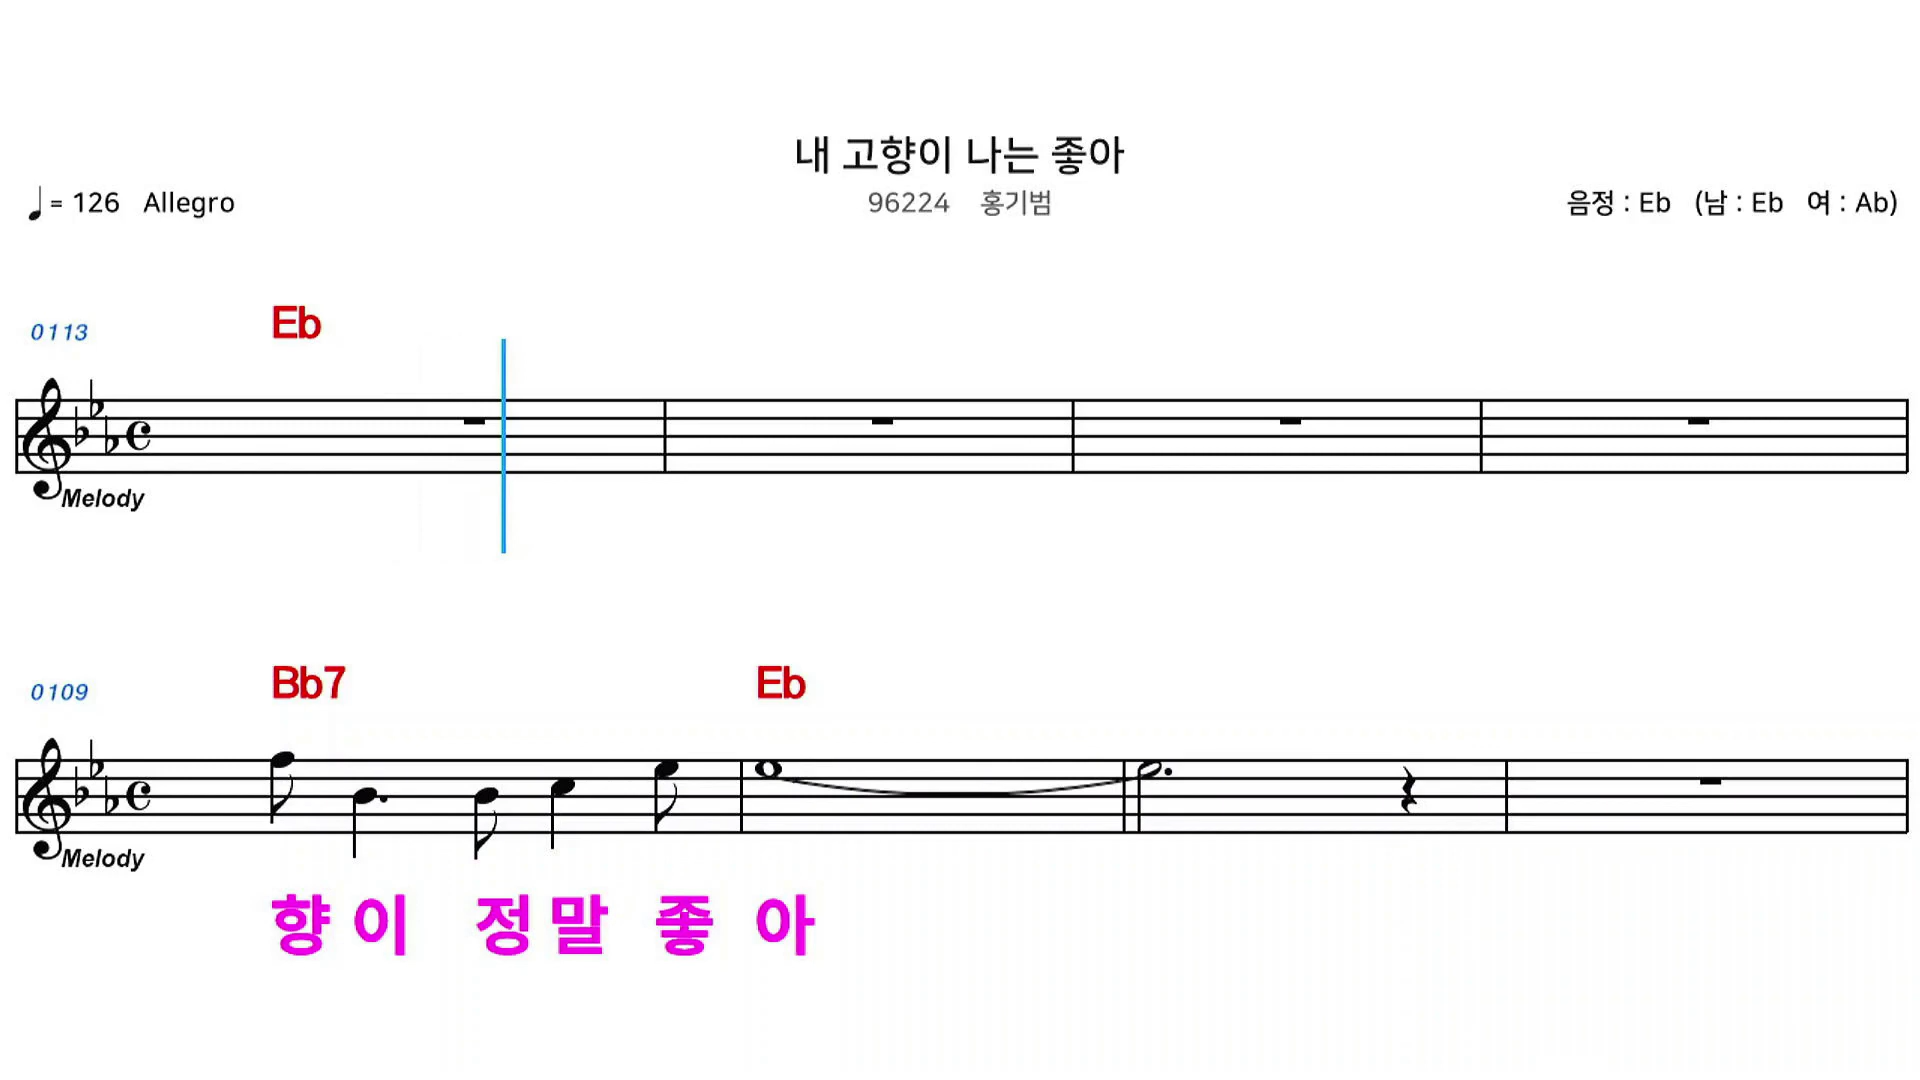 내 고향이 나는 좋아
♩= 126 Allegro 96224 홍기범 음정 : Eb (남 : Eb 여 : Ab)
0113 Eb
Melody
0109 Bb7 Eb
Melody
향 이 정 말 좋 아